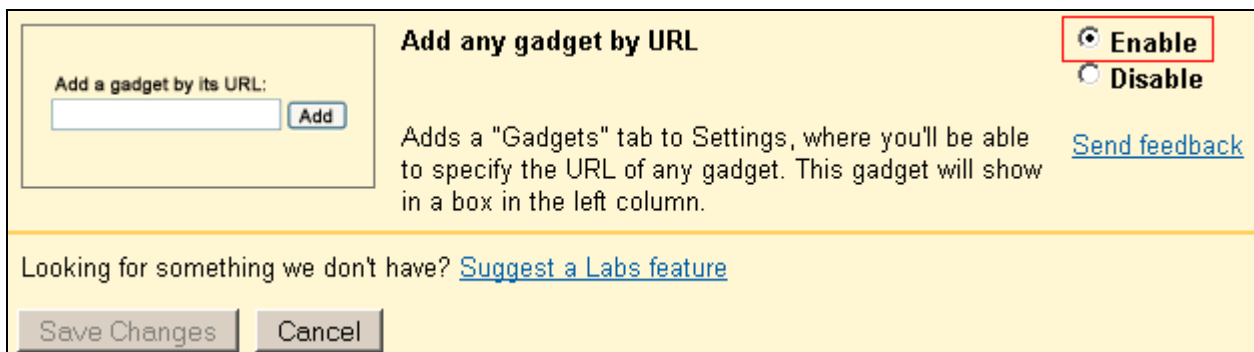 Add a gadget by its URL:
Add
Add any gadget by URL
Adds a "Gadgets" tab to Settings, where you'll be able
to specify the URL of any gadget. This gadget will show
in a box in the left column.
Enable
Disable
Send feedback
Looking for something we don't have? Suggest a Labs feature
Save Changes Cancel